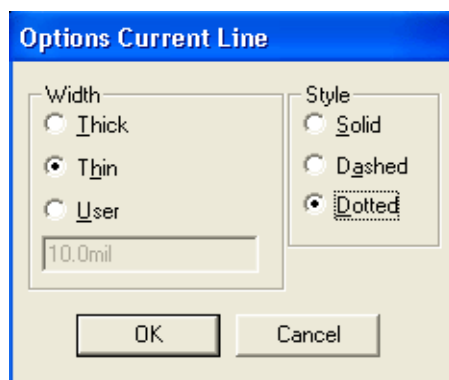 Options Current Line
Width
Thick
Thin
User
10.0mil
Style
Solid
Dashed
Dotted
OK
Cancel